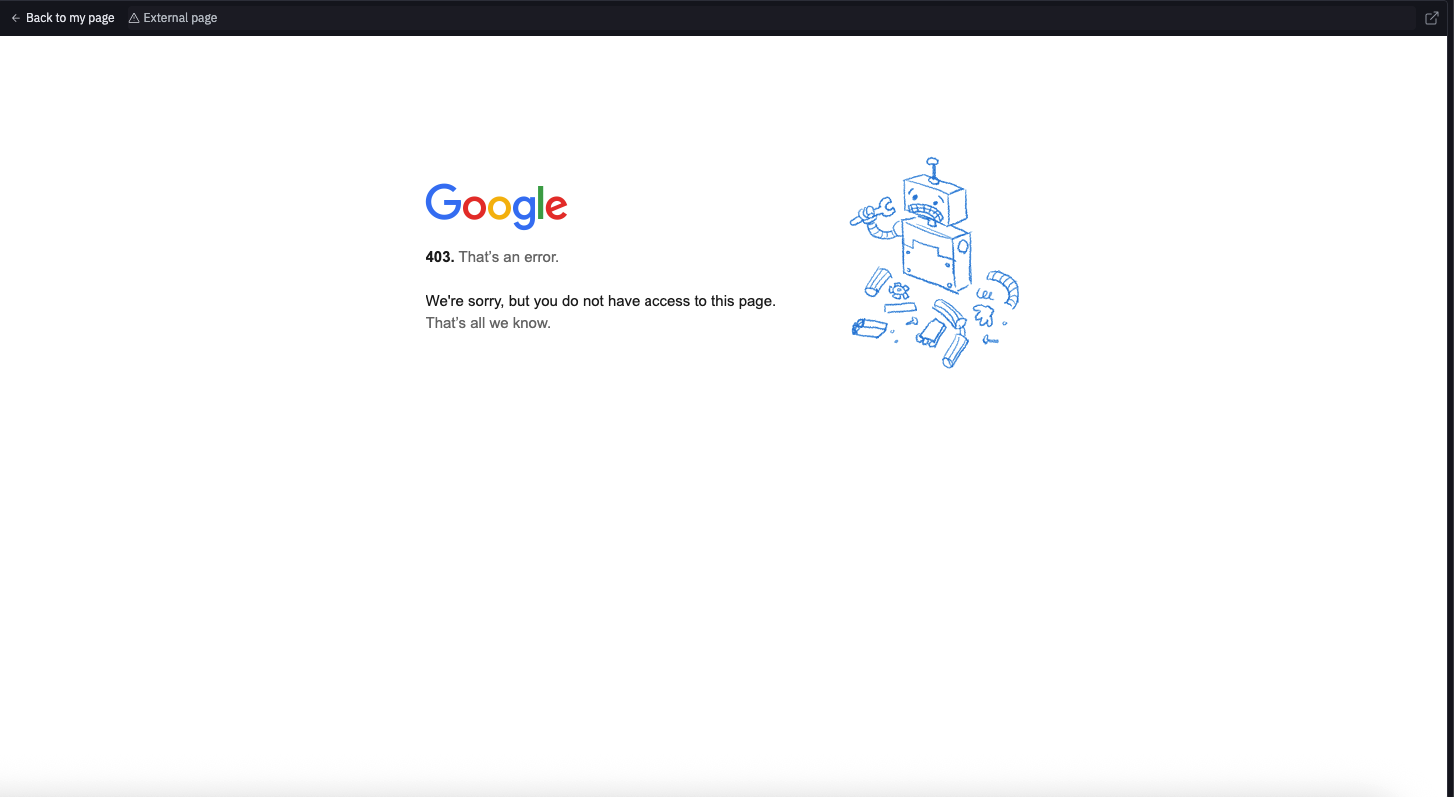 Back to my page
External page
Google
403. That's an error.
We're sorry, but you do not have access to this page.
That's all we know.